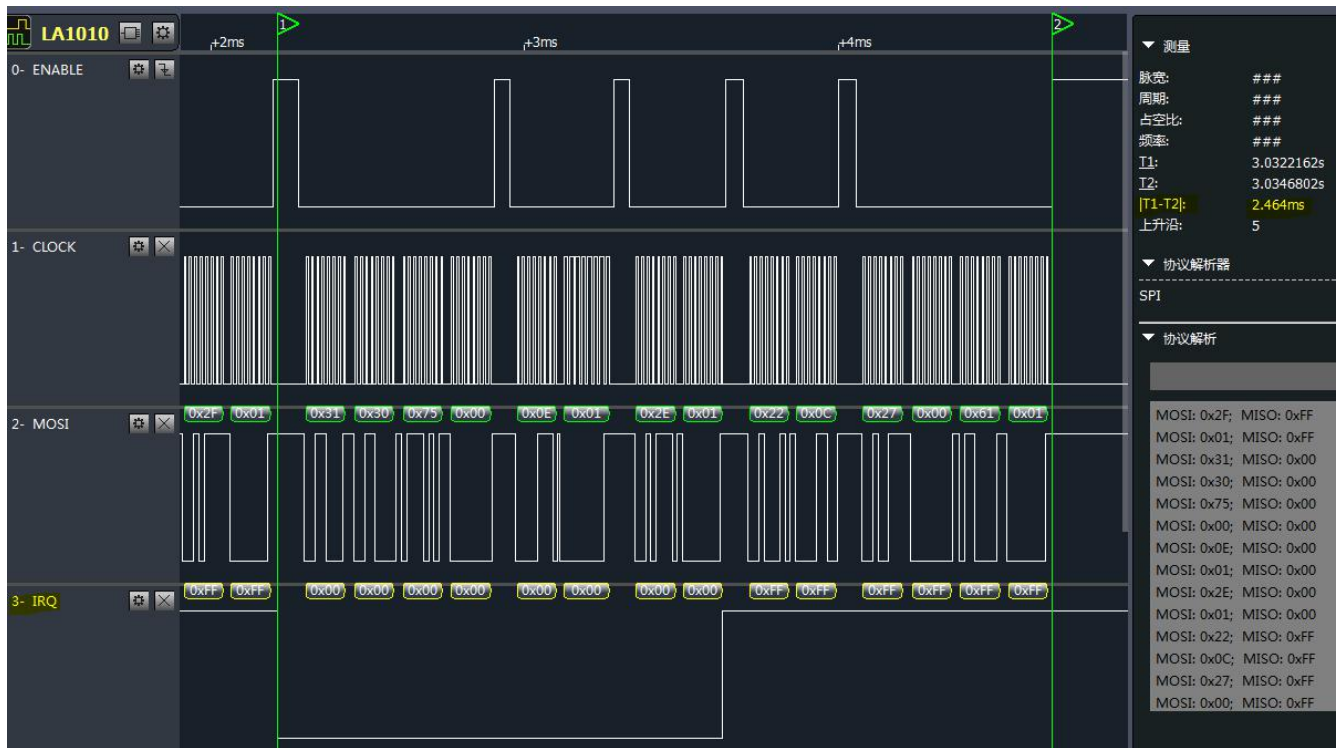 LA1010
+2ms
+3ms
+4ms
1
2
0- ENABLE
1- CLOCK
2- MOSI
0x2F 0x01 0x31 0x30 0x75 0x00 0x0E 0x01 0x2E 0x01 0x22 0x0C 0x27 0x00 0x61 0x01
3- IRQ
0xFF 0xFF 0x00 0x00 0x00 0x00 0x00 0x00 0x00 0x00 0xFF 0xFF 0xFF 0xFF 0xFF 0xFF
测量
脉宽: ###
周期: ###
占空比: ###
频率: ###
T1: 3.0322162s
T2: 3.0346802s
|T1-T2|: 2.464ms
上升沿: 5
协议解析器
SPI
协议解析
MOSI: 0x2F; MISO: 0xFF
MOSI: 0x01; MISO: 0xFF
MOSI: 0x31; MISO: 0x00
MOSI: 0x30; MISO: 0x00
MOSI: 0x75; MISO: 0x00
MOSI: 0x00; MISO: 0x00
MOSI: 0x0E; MISO: 0x00
MOSI: 0x01; MISO: 0x00
MOSI: 0x2E; MISO: 0x00
MOSI: 0x01; MISO: 0x00
MOSI: 0x22; MISO: 0xFF
MOSI: 0x0C; MISO: 0xFF
MOSI: 0x27; MISO: 0xFF
MOSI: 0x00; MISO: 0xFF